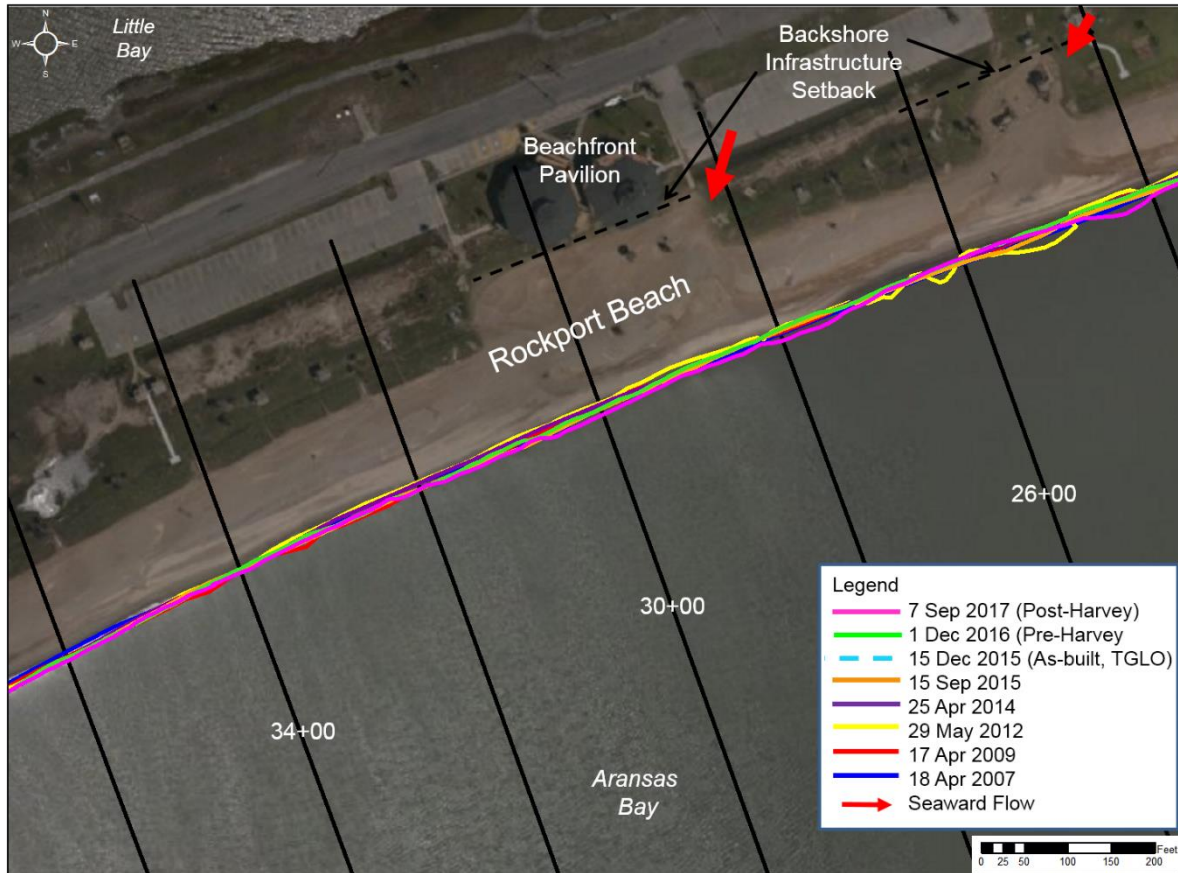 N
W E
S
Little
Bay
Backshore
Infrastructure
Setback
Beachfront
Pavilion
Rockport Beach
26+00
30+00
34+00
Aransas
Bay
Legend
7 Sep 2017 (Post-Harvey)
1 Dec 2016 (Pre-Harvey
15 Dec 2015 (As-built, TGLO)
15 Sep 2015
25 Apr 2014
29 May 2012
17 Apr 2009
18 Apr 2007
Seaward Flow
Feet
0 25 50 100 150 200